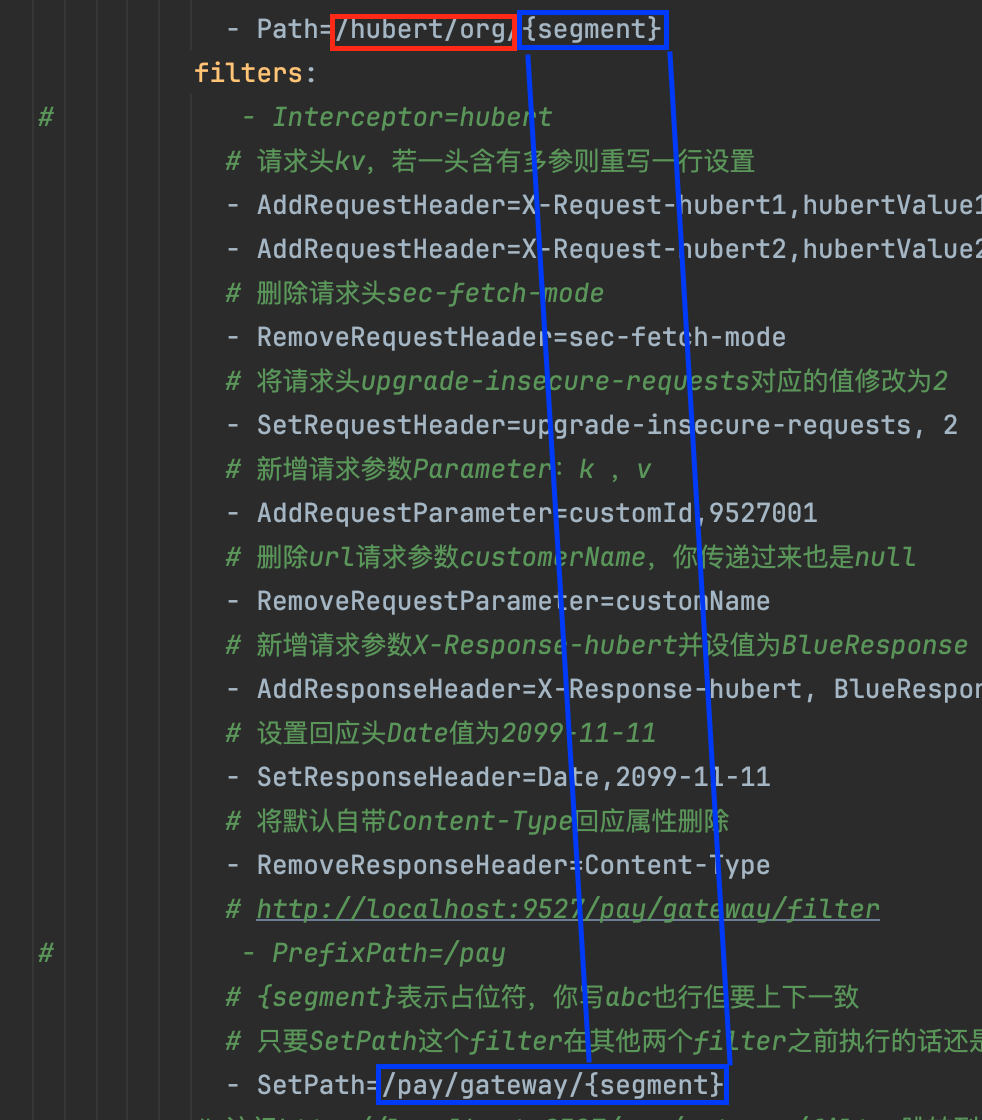 - Path=/hubert/org/{segment}
filters:
# - Interceptor=hubert
# 请求头kv，若一头含有多参则重写一行设置
- AddRequestHeader=X-Request-hubert1,hubertValue1
- AddRequestHeader=X-Request-hubert2,hubertValue2
# 删除请求头sec-fetch-mode
- RemoveRequestHeader=sec-fetch-mode
# 将请求头upgrade-insecure-requests对应的值修改为2
- SetRequestHeader=upgrade-insecure-requests, 2
# 新增请求参数Parameter：k ，v
- AddRequestParameter=customId,9527001
# 删除url请求参数customerName，你传递过来也是null
- RemoveRequestParameter=customName
# 新增请求参数X-Response-hubert并设值为BlueResponse
- AddResponseHeader=X-Response-hubert, BlueRespon
# 设置回应头Date值为2099-11-11
- SetResponseHeader=Date,2099-11-11
# 将默认自带Content-Type回应属性删除
- RemoveResponseHeader=Content-Type
# http://localhost:9527/pay/gateway/filter
# - PrefixPath=/pay
# {segment}表示占位符，你写abc也行但要上下一致
# 只要SetPath这个filter在其他两个filter之前执行的话还是
- SetPath=/pay/gateway/{segment}